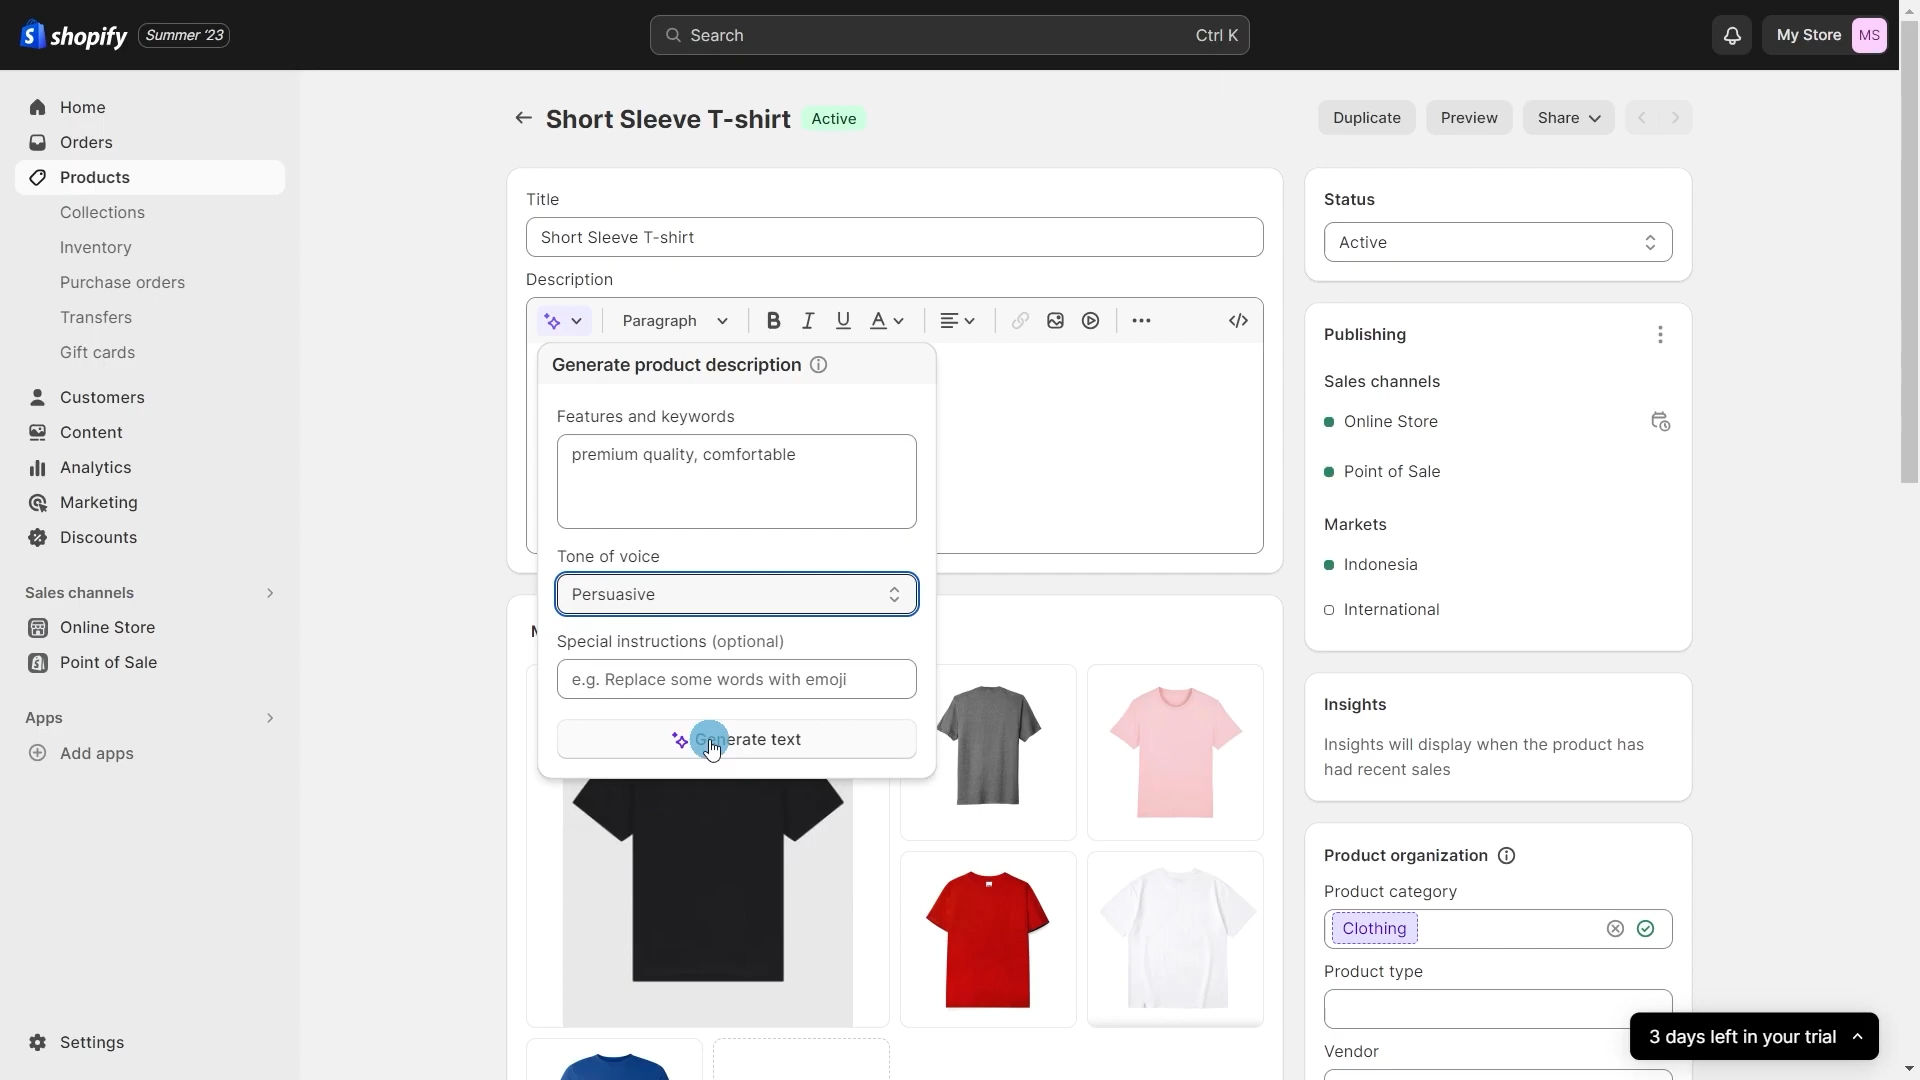 shopify Summer '23
Search Ctrl K
My Store MS
Home
Orders
Products
Collections
Inventory
Purchase orders
Transfers
Gift cards
Customers
Content
Analytics
Marketing
Discounts
Sales channels
Online Store
Point of Sale
Apps
Add apps
Settings
Short Sleeve T-shirt Active
Duplicate Preview Share
Title
Short Sleeve T-shirt
Description
Paragraph B I U A
Generate product description
Features and keywords
premium quality, comfortable
Tone of voice
Persuasive
Special instructions (optional)
e.g. Replace some words with emoji
Generate text
Status
Active
Publishing
Sales channels
Online Store
Point of Sale
Markets
Indonesia
International
Insights
Insights will display when the product has
had recent sales
Product organization
Product category
Clothing
Product type
Vendor
3 days left in your trial